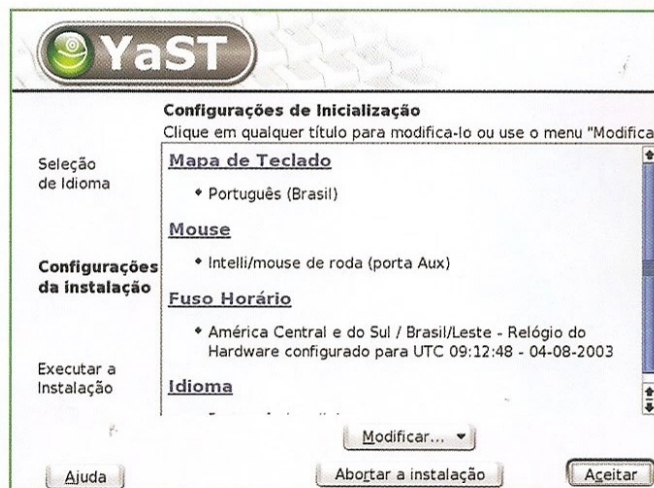 YaST
Configurações de Inicialização
Clique em qualquer título para modifica-lo ou use o menu "Modifica
Seleção
de Idioma
Configurações
da instalação
Executar a
Instalação
Mapa de Teclado
Português (Brasil)
Mouse
Intelli/mouse de roda (porta Aux)
Fuso Horário
América Central e do Sul / Brasil/Leste - Relógio do
Hardware configurado para UTC 09:12:48 - 04-08-2003
Idioma
Modificar...
Ajuda
Abortar a instalação
Aceitar